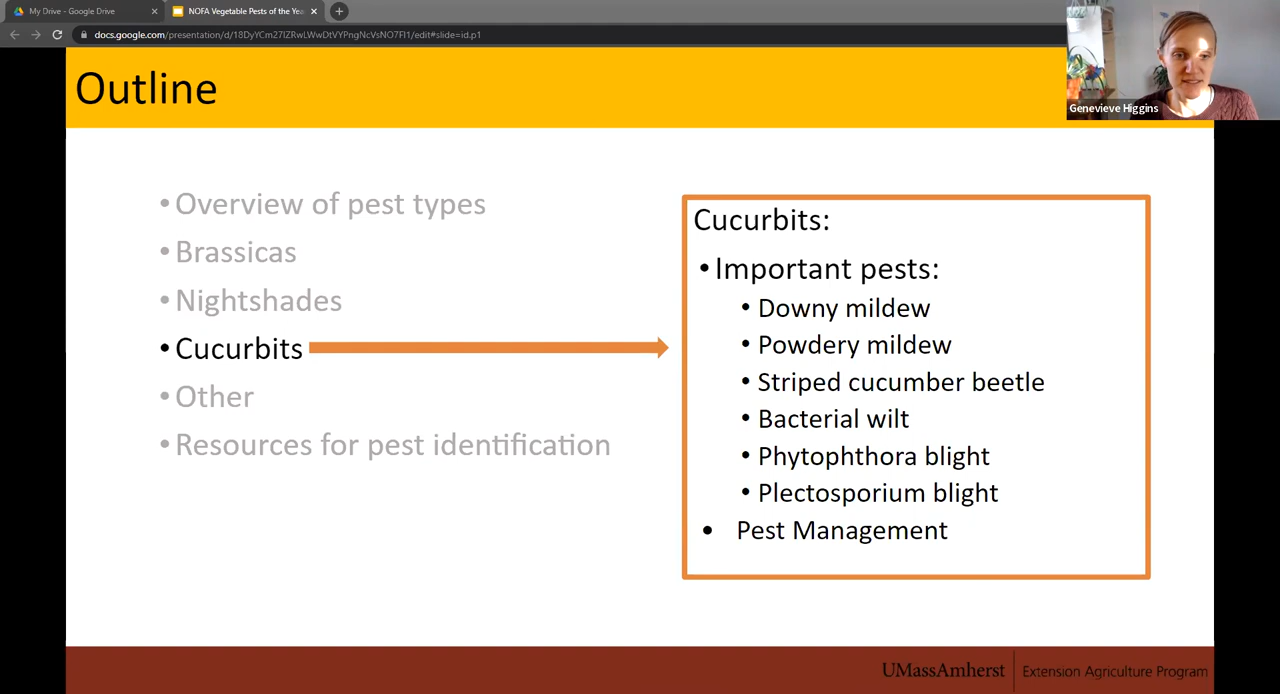 My Drive - Google Drive
NOFA Vegetable Pests of the Yea
docs.google.com/presentation/d/18DyYCm27IZRwLWwDtVYPngNcVsNO7FI1/edit#slide=id.p1
Genevieve Higgins
Outline
• Overview of pest types
• Brassicas
• Nightshades
• Cucurbits
• Other
• Resources for pest identification
Cucurbits:
• Important pests:
• Downy mildew
• Powdery mildew
• Striped cucumber beetle
• Bacterial wilt
• Phytophthora blight
• Plectosporium blight
• Pest Management
UMassAmherst
Extension Agriculture Program